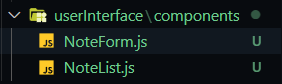 userInterface\components
JS NoteForm.js U
JS NoteList.js U